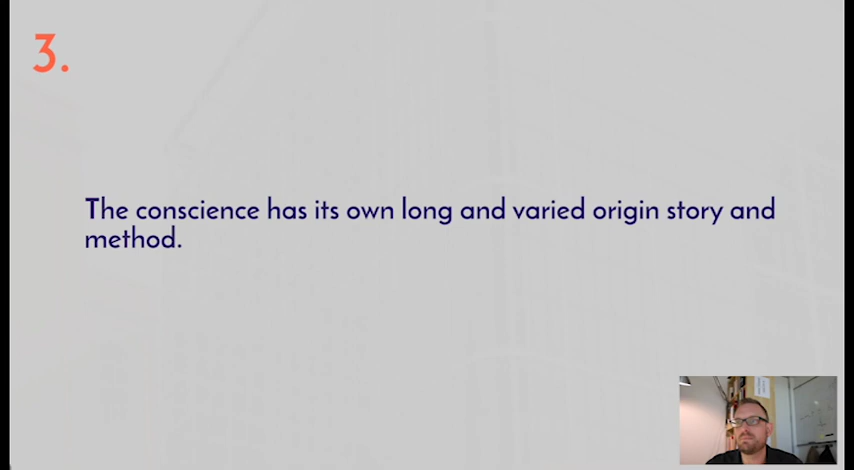 3.
The conscience has its own long and varied origin story and
method.